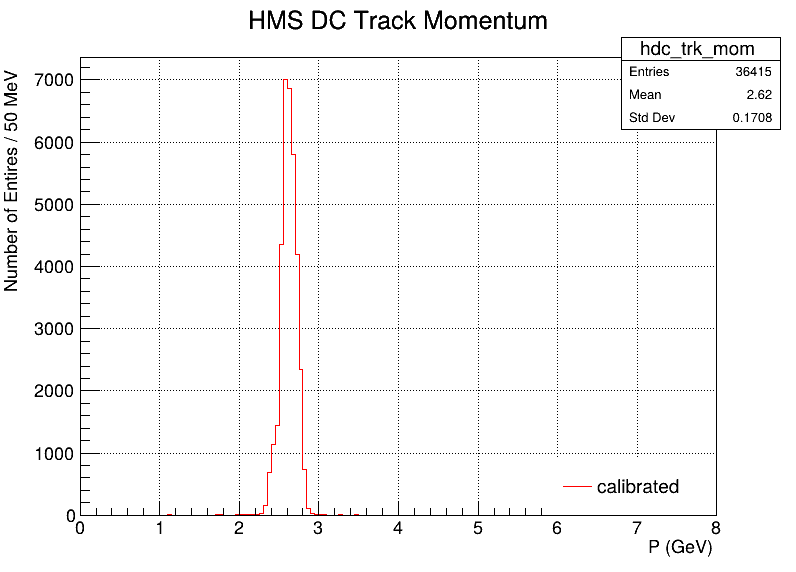 HMS DC Track Momentum
hdc_trk_mom
Entries 36415
Mean 2.62
Std Dev 0.1708
Number of Entires / 50 MeV
7000
6000
5000
4000
3000
2000
1000
0
calibrated
0 1 2 3 4 5 6 7 8
P (GeV)